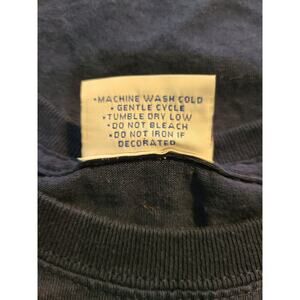 •MACHINE WASH COLD
•GENTLE CYCLE
•TUMBLE DRY LOW
•DO NOT BLEACH
•DO NOT IRON IF
DECORATED